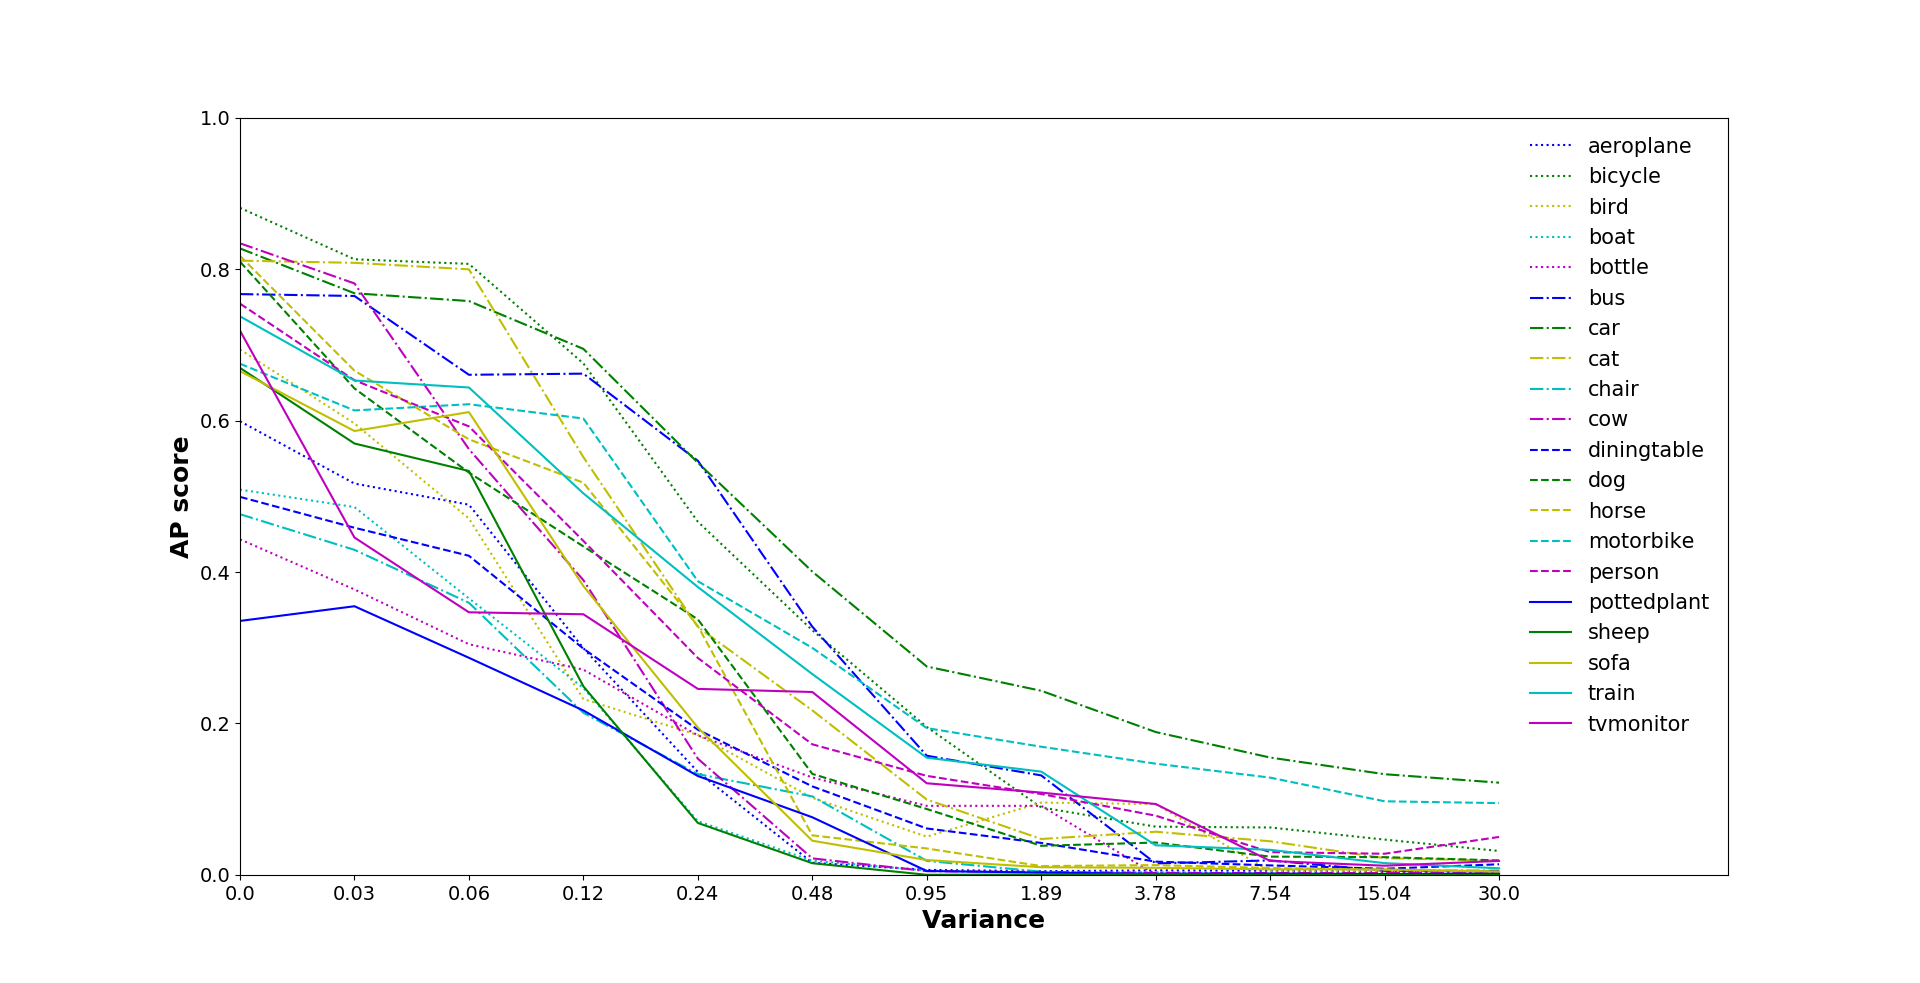 1.0
0.8
0.6
0.4
0.2
0.0
AP score
0.0 0.03 0.06 0.12 0.24 0.48 0.95 1.89 3.78 7.54 15.04 30.0
Variance
aeroplane
bicycle
bird
boat
bottle
bus
car
cat
chair
cow
diningtable
dog
horse
motorbike
person
pottedplant
sheep
sofa
train
tvmonitor